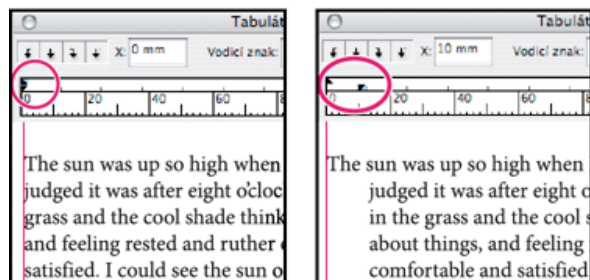 Tabulát
X: 0 mm Vodicí znak:
0 20 40 60
The sun was up so high when
judged it was after eight o'cloc
grass and the cool shade think
and feeling rested and ruther
satisfied. I could see the sun o
Tabulát
X: 10 mm Vodicí znak:
0 20 40 60
The sun was up so high when
judged it was after eight o
in the grass and the cool s
about things, and feeling
comfortable and satisfied